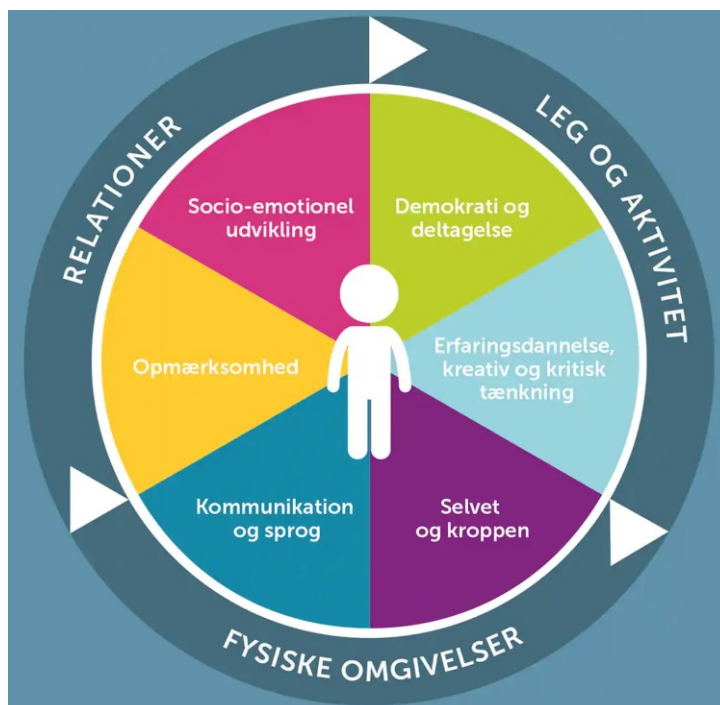 RELATIONER
LEG OG AKTIVITET
Socio-emotionel
udvikling
Demokrati og
deltagelse
Opmærksomhed
Erfaringsdannelse,
kreativ og kritisk
tænkning
Kommunikation
og sprog
Selvet
og kroppen
FYSISKE OMGIVELSER